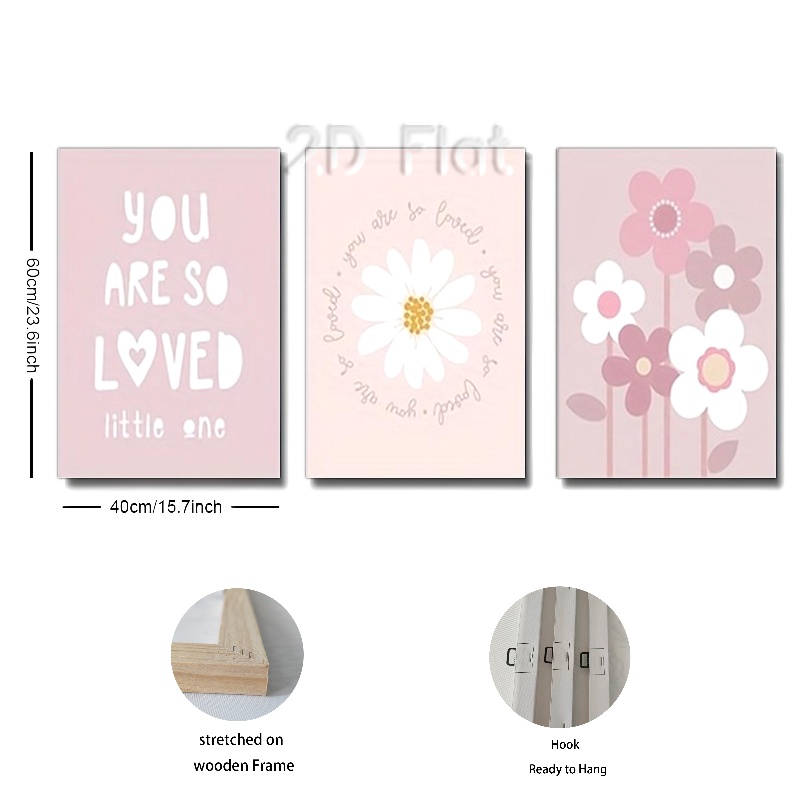 2D Flat
YOU
ARE SO
LOVED
little one
you are so loved • you are so loved • you are so loved •
60cm/23.6inch
40cm/15.7inch
stretched on
wooden Frame
Hook
Ready to Hang